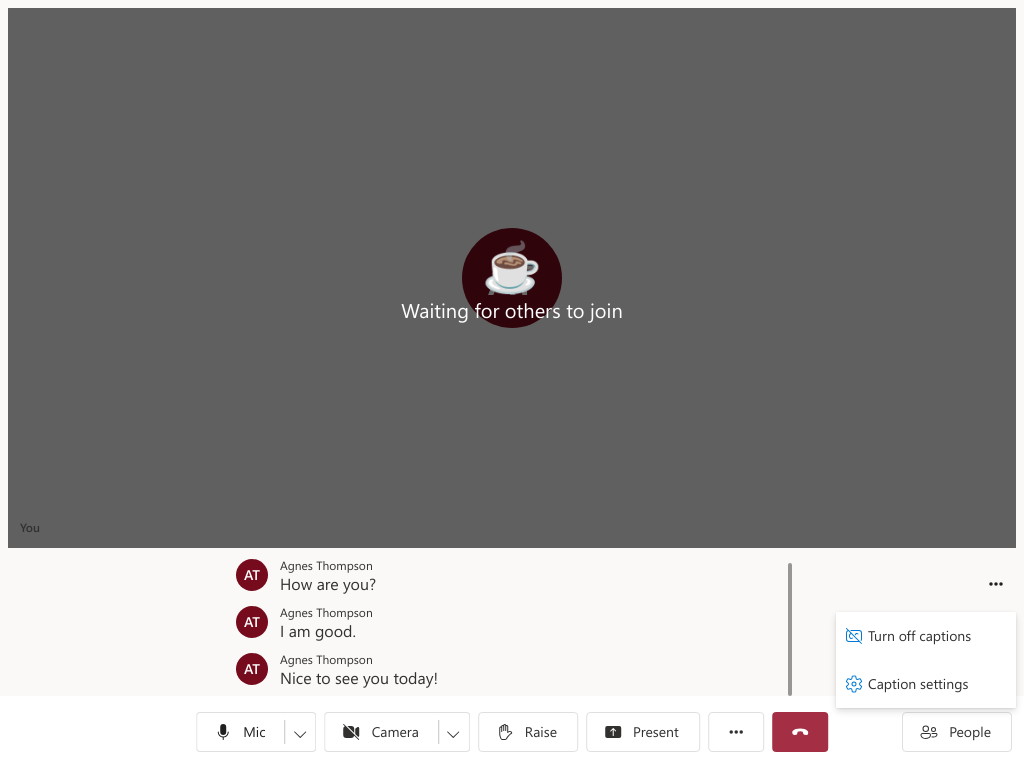 Waiting for others to join
You
AT
Agnes Thompson
How are you?
AT
Agnes Thompson
I am good.
AT
Agnes Thompson
Nice to see you today!
Turn off captions
Caption settings
Mic
Camera
Raise
Present
People